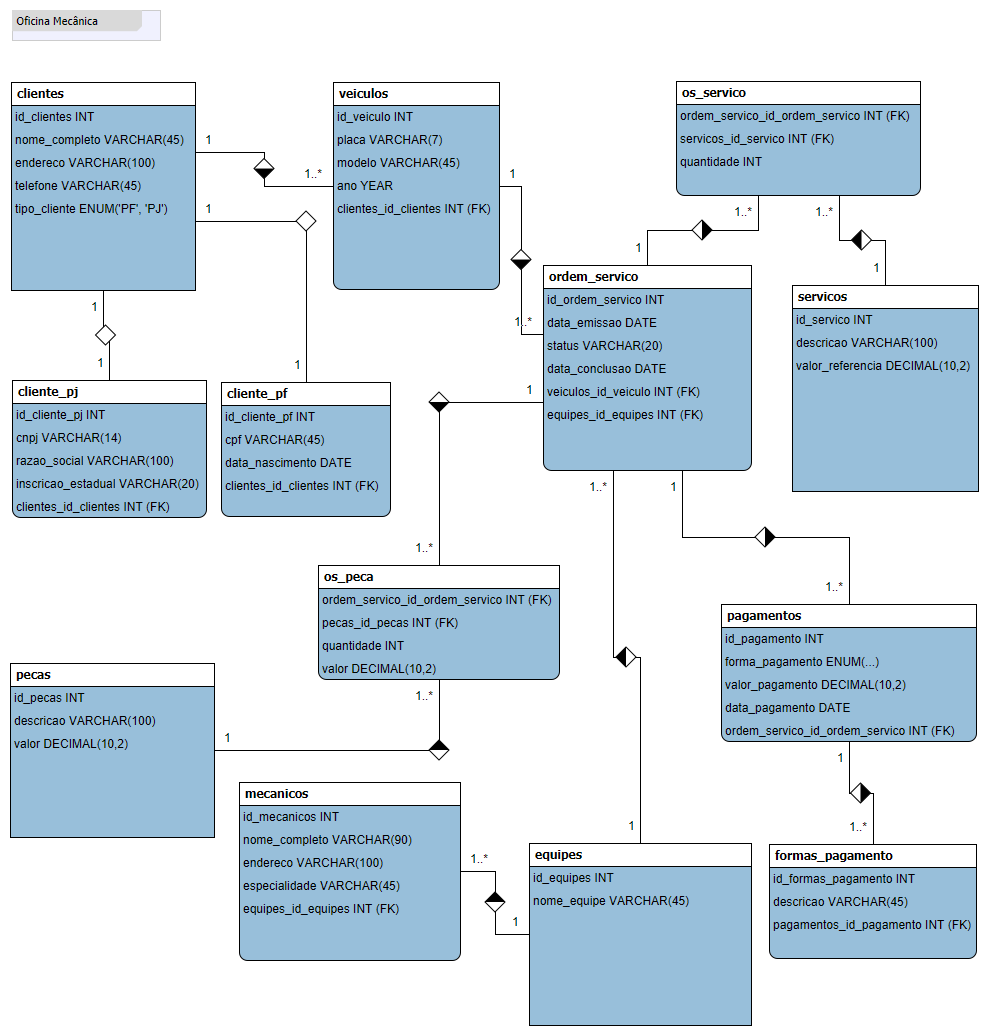 Oficina Mecânica
clientes
id_clientes INT
nome_completo VARCHAR(45)
endereco VARCHAR(100)
telefone VARCHAR(45)
tipo_cliente ENUM('PF', 'PJ')
1
1..*
1
1
1
1
veiculos
id_veiculo INT
placa VARCHAR(7)
modelo VARCHAR(45)
ano YEAR
clientes_id_clientes INT (FK)
1
1..*
os_servico
ordem_servico_id_ordem_servico INT (FK)
servicos_id_servico INT (FK)
quantidade INT
1..*
1..*
1
1
ordem_servico
id_ordem_servico INT
data_emissao DATE
status VARCHAR(20)
data_conclusao DATE
veiculos_id_veiculo INT (FK)
equipes_id_equipes INT (FK)
servicos
id_servico INT
descricao VARCHAR(100)
valor_referencia DECIMAL(10,2)
cliente_pj
id_cliente_pj INT
cnpj VARCHAR(14)
razao_social VARCHAR(100)
inscricao_estadual VARCHAR(20)
clientes_id_clientes INT (FK)
cliente_pf
id_cliente_pf INT
cpf VARCHAR(45)
data_nascimento DATE
clientes_id_clientes INT (FK)
1
1..*
1..*
1
1..*
os_peca
ordem_servico_id_ordem_servico INT (FK)
pecas_id_pecas INT (FK)
quantidade INT
valor DECIMAL(10,2)
1..*
1
pecas
id_pecas INT
descricao VARCHAR(100)
valor DECIMAL(10,2)
pagamentos
id_pagamento INT
forma_pagamento ENUM(...)
valor_pagamento DECIMAL(10,2)
data_pagamento DATE
ordem_servico_id_ordem_servico INT (FK)
1
1..*
mecanicos
id_mecanicos INT
nome_completo VARCHAR(90)
endereco VARCHAR(100)
especialidade VARCHAR(45)
equipes_id_equipes INT (FK)
1..*
1
1
equipes
id_equipes INT
nome_equipe VARCHAR(45)
formas_pagamento
id_formas_pagamento INT
descricao VARCHAR(45)
pagamentos_id_pagamento INT (FK)